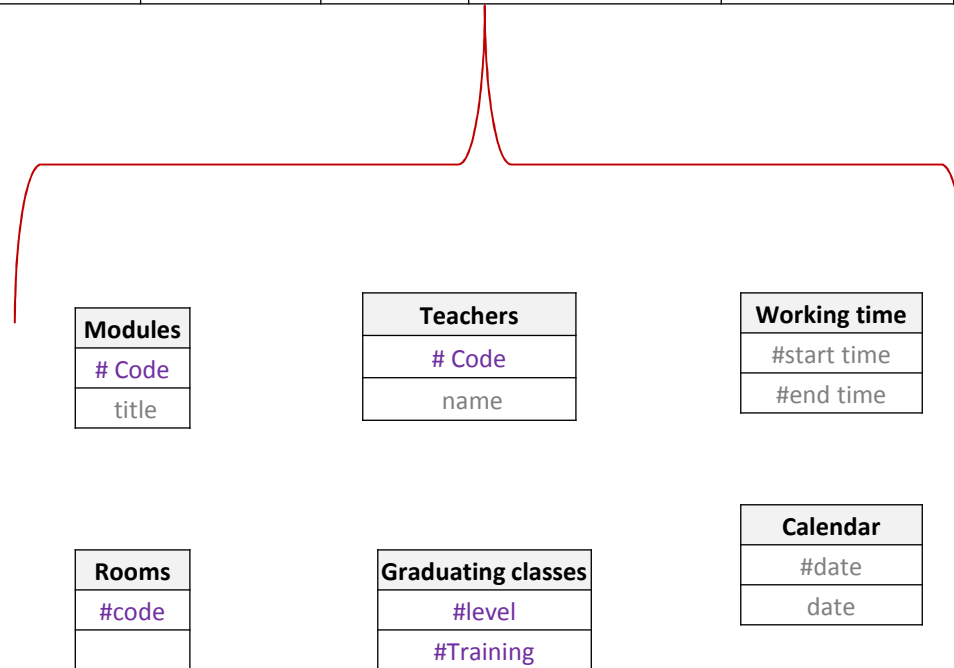 Modules
# Code
title
Teachers
# Code
name
Working time
#start time
#end time
Rooms
#code
Graduating classes
#level
#Training
Calendar
#date
date